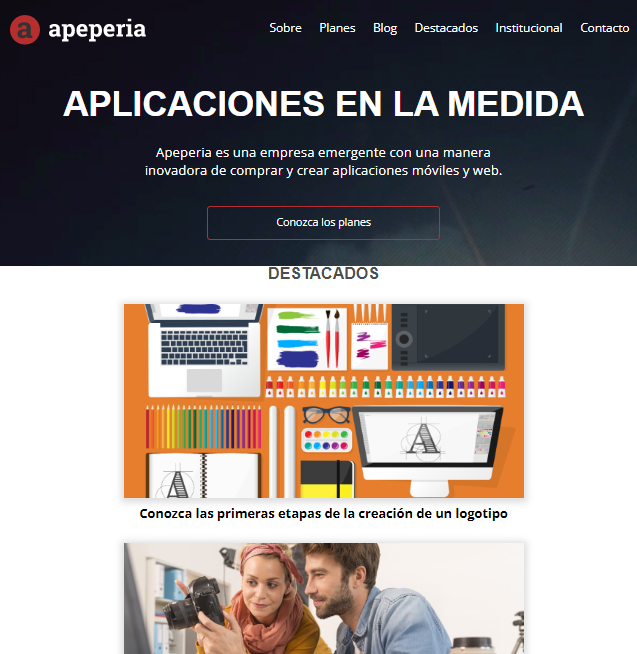 a apeperia
Sobre Planes Blog Destacados Institucional Contacto
APLICACIONES EN LA MEDIDA
Apeperia es una empresa emergente con una manera
inovadora de comprar y crear aplicaciones móviles y web.
Conozca los planes
DESTACADOS
A
A
Conozca las primeras etapas de la creación de un logotipo